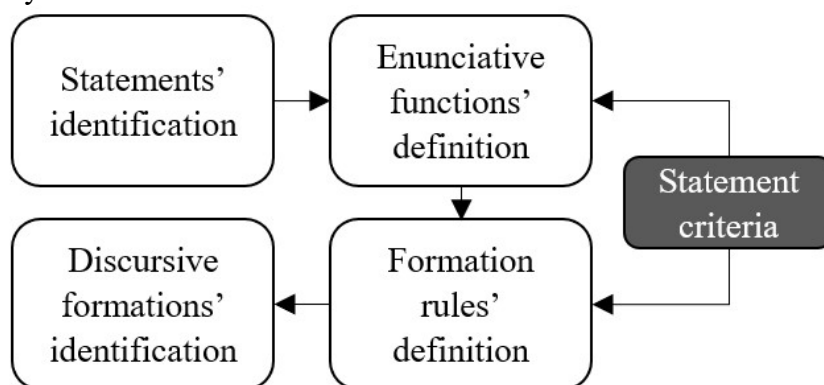 Statements’
identification
Enunciative
functions’
definition
Statement
criteria
Discursive
formations’
identification
Formation
rules’
definition